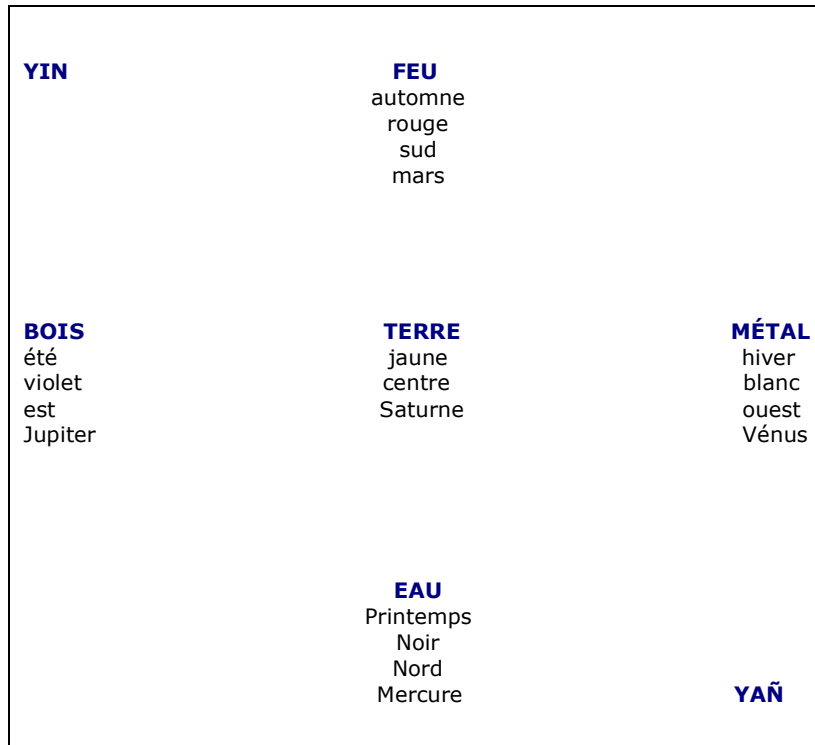 YIN FEU
automne
rouge
sud
mars
BOIS TERRE MÉTAL
été jaune hiver
violet centre blanc
est Saturne ouest
Jupiter Vénus
EAU
Printemps
Noir
Nord
Mercure YAÑ